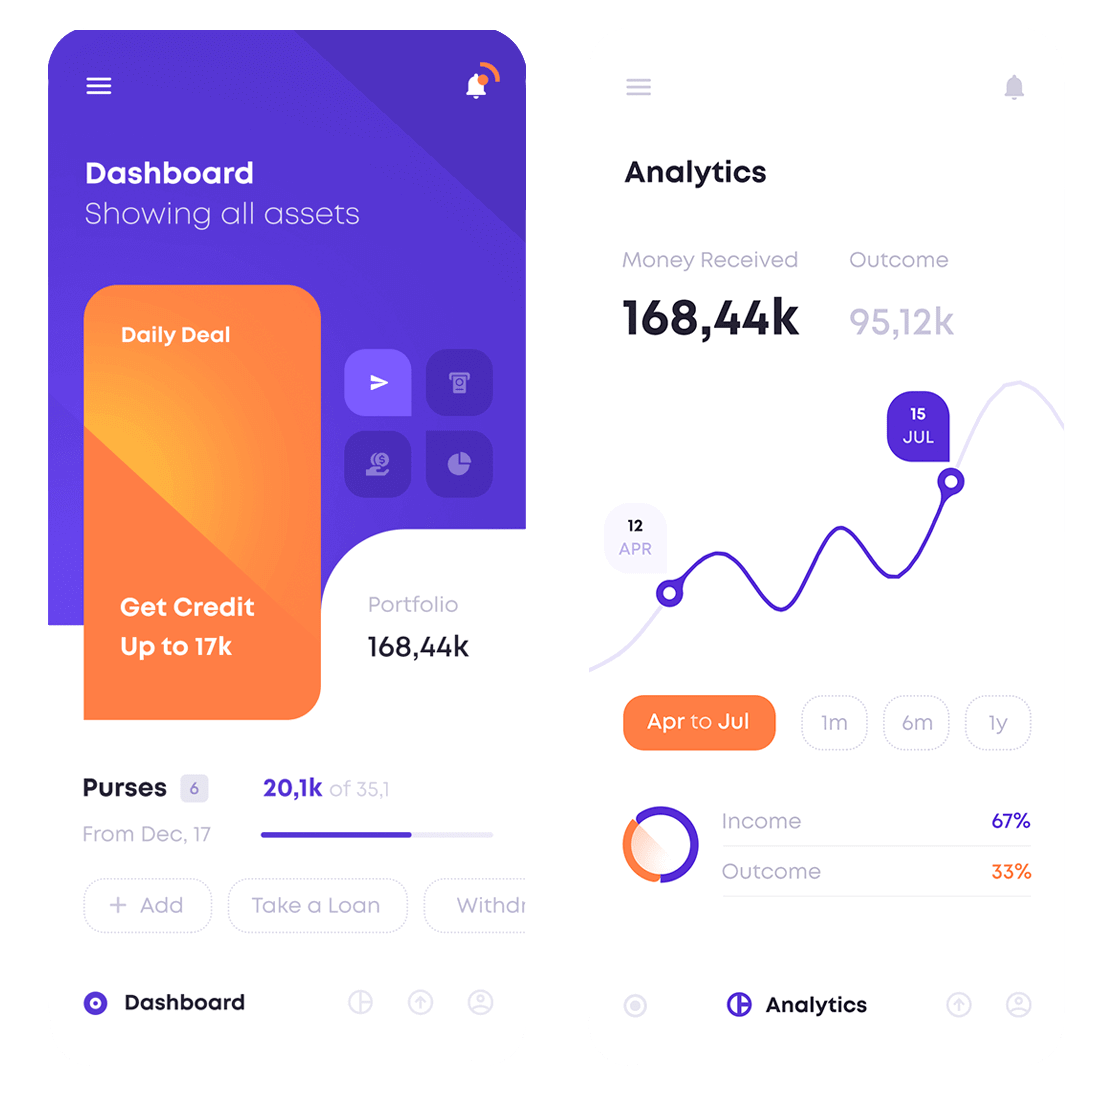 Dashboard
Showing all assets
Daily Deal
Get Credit
Up to 17k
Portfolio
168,44k
Purses 6
20,1k of 35,1
From Dec, 17
+ Add
Take a Loan
Withdr
Dashboard
Analytics
Money Received
Outcome
168,44k
95,12k
15
JUL
12
APR
Apr to Jul
1m
6m
1y
Income 67%
Outcome 33%
Analytics